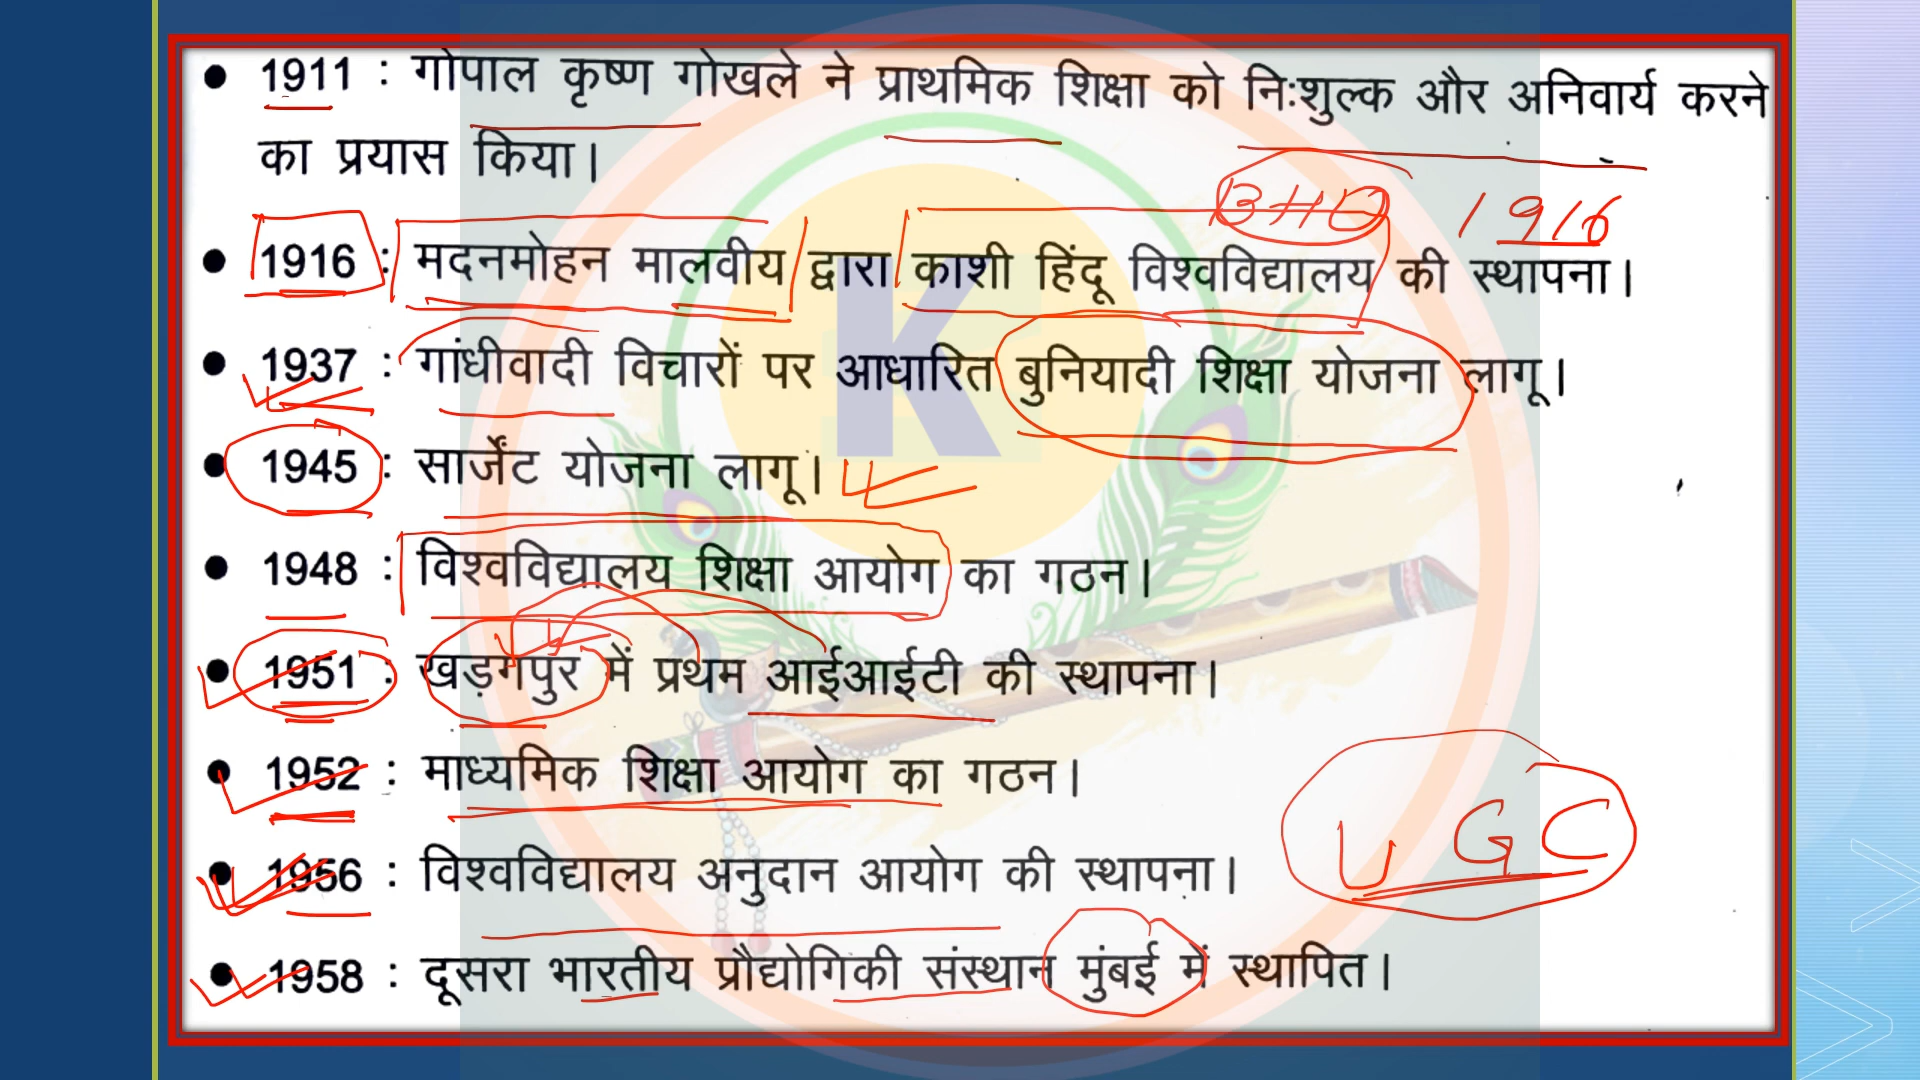 • 1911 : गोपाल कृष्ण गोखले ने प्राथमिक शिक्षा को निःशुल्क और अनिवार्य करने
का प्रयास किया।
BHU 1916
• 1916 : मदनमोहन मालवीय द्वारा काशी हिंदू विश्वविद्यालय की स्थापना।
• 1937 : गांधीवादी विचारों पर आधारित बुनियादी शिक्षा योजना लागू।
• 1945 : सार्जेंट योजना लागू।
• 1948 : विश्वविद्यालय शिक्षा आयोग का गठन।
• 1951 : खड़गपुर में प्रथम आईआईटी की स्थापना।
• 1952 : माध्यमिक शिक्षा आयोग का गठन।
UGC
• 1956 : विश्वविद्यालय अनुदान आयोग की स्थापना।
• 1958 : दूसरा भारतीय प्रौद्योगिकी संस्थान मुंबई में स्थापित।
K